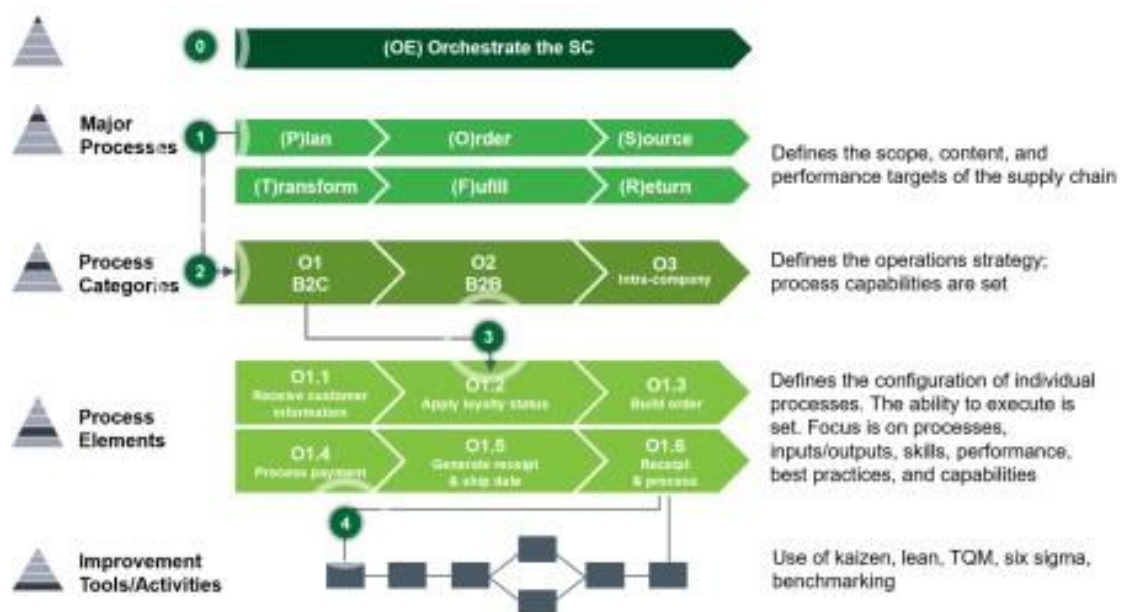 0
(OE) Orchestrate the SC
Major
Processes
1
(P)lan
(O)rder
(S)ource
(T)ransform
(F)ufill
(R)eturn
Defines the scope, content, and
performance targets of the supply chain
Process
Categories
2
O1
B2C
O2
B2B
O3
Intra-company
Defines the operations strategy;
process capabilities are set
3
Process
Elements
O1.1
Receive customer
information
O1.2
Apply loyalty status
O1.3
Build order
O1.4
Process payment
O1.5
Generate receipt
& ship date
O1.6
Receipt
& process
Defines the configuration of individual
processes. The ability to execute is
set. Focus is on processes,
inputs/outputs, skills, performance,
best practices, and capabilities
4
Improvement
Tools/Activities
Use of kaizen, lean, TQM, six sigma,
benchmarking